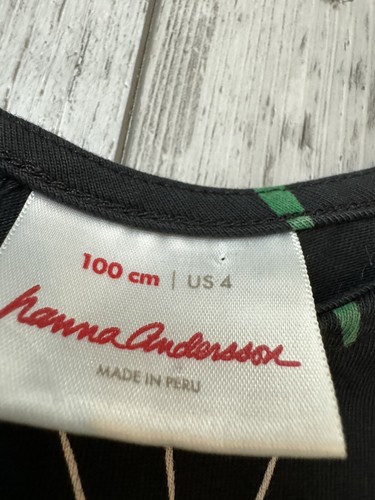 100 cm | US 4
hanna Andersson
MADE IN PERU